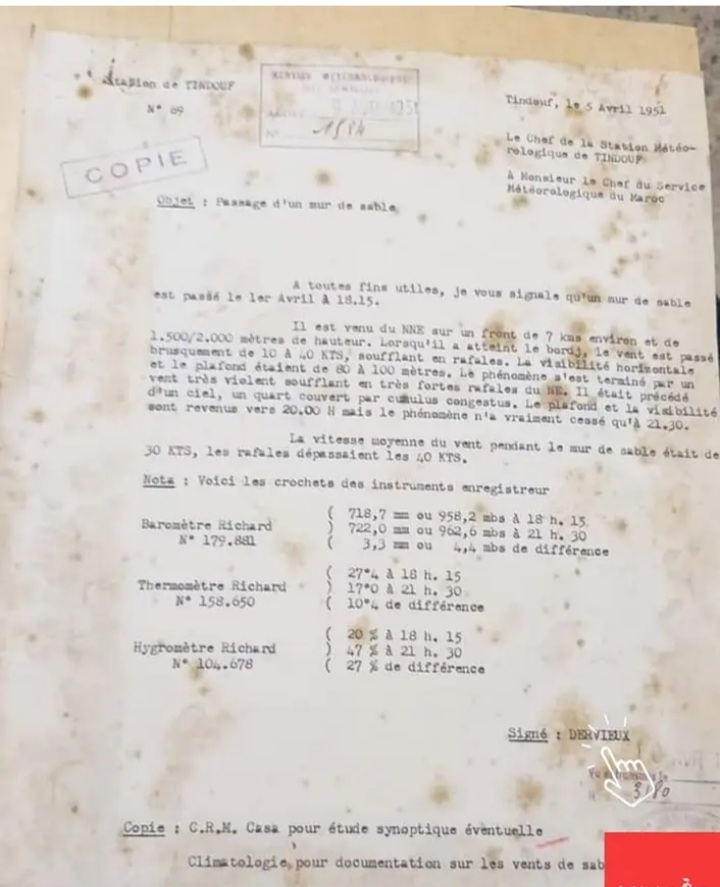 Station de TINDOUF
N° 69
SERVICE MÉTÉOROLOGIQUE
1951
1584
COPIE
Tindouf, le 5 Avril 1951
Le Chef de la Station Météo-
rologique de TINDOUF
À Monsieur le Chef du Service
Météorologique du Maroc
Objet : Passage d'un mur de sable
A toutes fins utiles, je vous signale qu'un mur de sable
est passé le 1er Avril à 18.15.
Il est venu du NNE sur un front de 7 kms environ et de
1.500/2.000 mètres de hauteur. Lorsqu'il a atteint le bordj, le vent est passé
brusquement de 10 à 40 KTS, soufflant en rafales. La visibilité horizontale
et le plafond étaient de 80 à 100 mètres. Le phénomène s'est terminé par un
vent très violent soufflant en très fortes rafales du NE. Il était précédé
d'un ciel, un quart couvert par cumulus congestus. Le plafond et la visibilité
sont revenus vers 20.00 H mais le phénomène n'a vraiment cessé qu'à 21.30.
La vitesse moyenne du vent pendant le mur de sable était de
30 KTS, les rafales dépassaient les 40 KTS.
Nota : Voici les crochets des instruments enregistreur
( 718,7 mm ou 958,2 mbs à 18 h. 15
Baromètre Richard ) 722,0 mm ou 962,6 mbs à 21 h. 30
N° 179.881 ( 3,3 mm ou 4,4 mbs de différence
( 27°4 à 18 h. 15
Thermomètre Richard ) 17°0 à 21 h. 30
N° 158.650 ( 10°4 de différence
( 20 % à 18 h. 15
Hygromètre Richard ) 47 % à 21 h. 30
N° 104.678 ( 27 % de différence
Signé : DERVIEUX
Copie : C.R.M. Casa pour étude synoptique éventuelle
Climatologie pour documentation sur les vents de sab